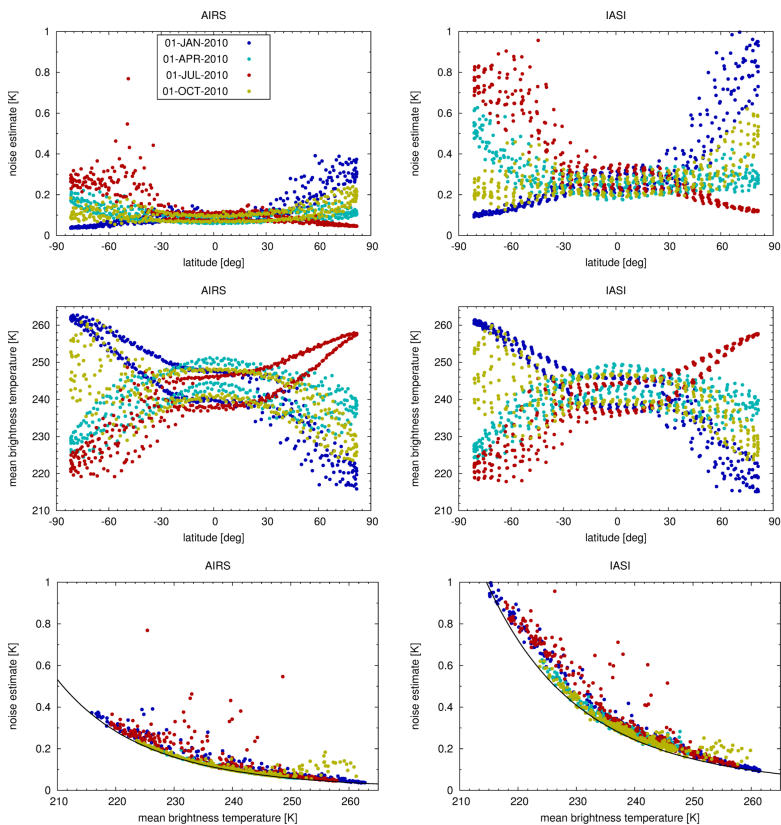 AIRS
noise estimate [K]
1
0.8
0.6
0.4
0.2
0
01-JAN-2010
01-APR-2010
01-JUL-2010
01-OCT-2010
-90 -60 -30 0 30 60 90
latitude [deg]
IASI
noise estimate [K]
1
0.8
0.6
0.4
0.2
0
-90 -60 -30 0 30 60 90
latitude [deg]
AIRS
mean brightness temperature [K]
260
250
240
230
220
210
-90 -60 -30 0 30 60 90
latitude [deg]
IASI
mean brightness temperature [K]
260
250
240
230
220
210
-90 -60 -30 0 30 60 90
latitude [deg]
AIRS
noise estimate [K]
1
0.8
0.6
0.4
0.2
0
210 220 230 240 250 260
mean brightness temperature [K]
IASI
noise estimate [K]
1
0.8
0.6
0.4
0.2
0
210 220 230 240 250 260
mean brightness temperature [K]